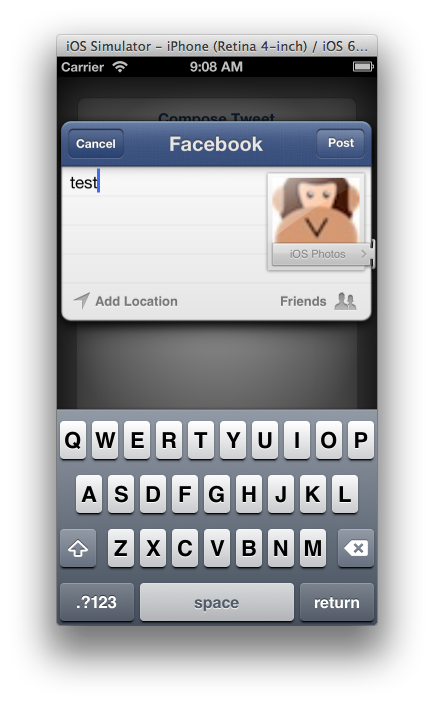 iOS Simulator – iPhone (Retina 4-inch) / iOS 6...
Carrier 9:08 AM
Compose Tweet
Cancel Facebook Post
test
iOS Photos
Add Location Friends
Q W E R T Y U I O P
A S D F G H J K L
Z X C V B N M
.?123 space return